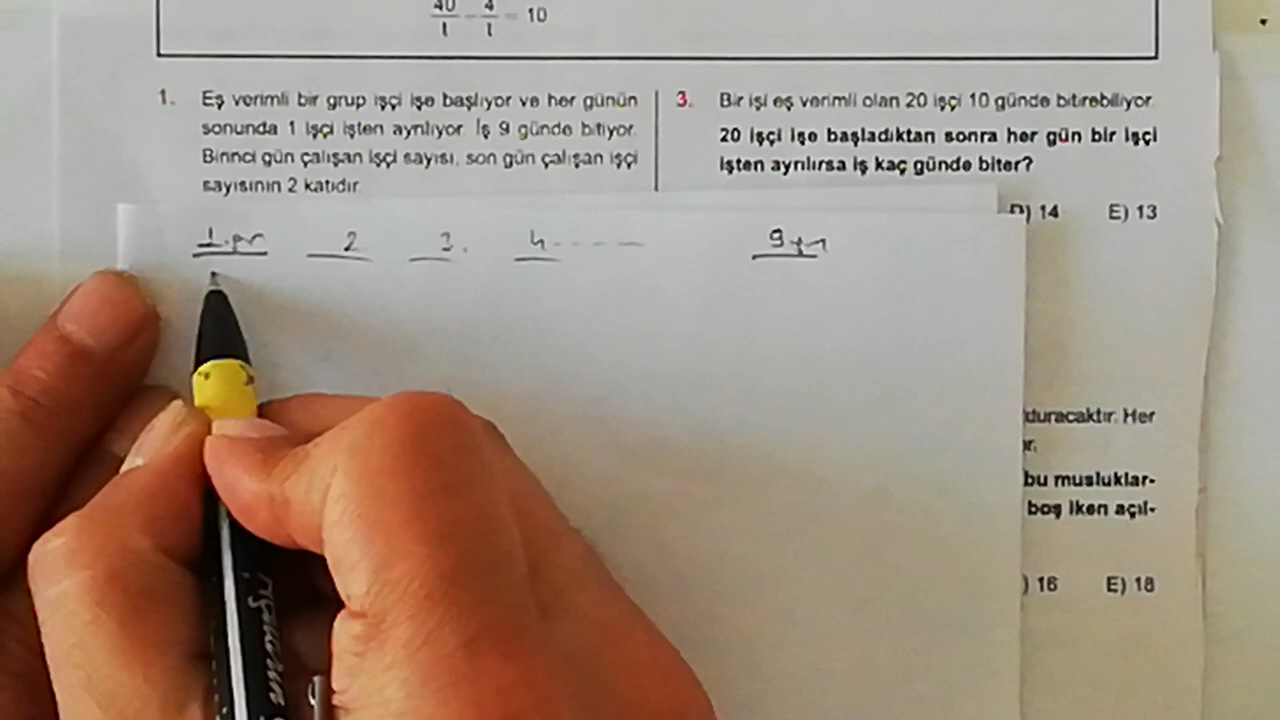 40/1 - 4/1 = 10
1. Eş verimli bir grup işçi işe başlıyor ve her günün
sonunda 1 işçi işten ayrılıyor. İş 9 günde bitiyor.
Birinci gün çalışan işçi sayısı, son gün çalışan işçi
sayısının 2 katıdır.
3. Bir işi eş verimli olan 20 işçi 10 günde bitirebiliyor.
20 işçi işe başladıktan sonra her gün bir işçi
işten ayrılırsa iş kaç günde biter?
D) 14 E) 13
1.gn 2 3. 4 - - - - 9 gn
duracaktır. Her
r.
bu musluklar-
boş iken açıl-
) 16 E) 18